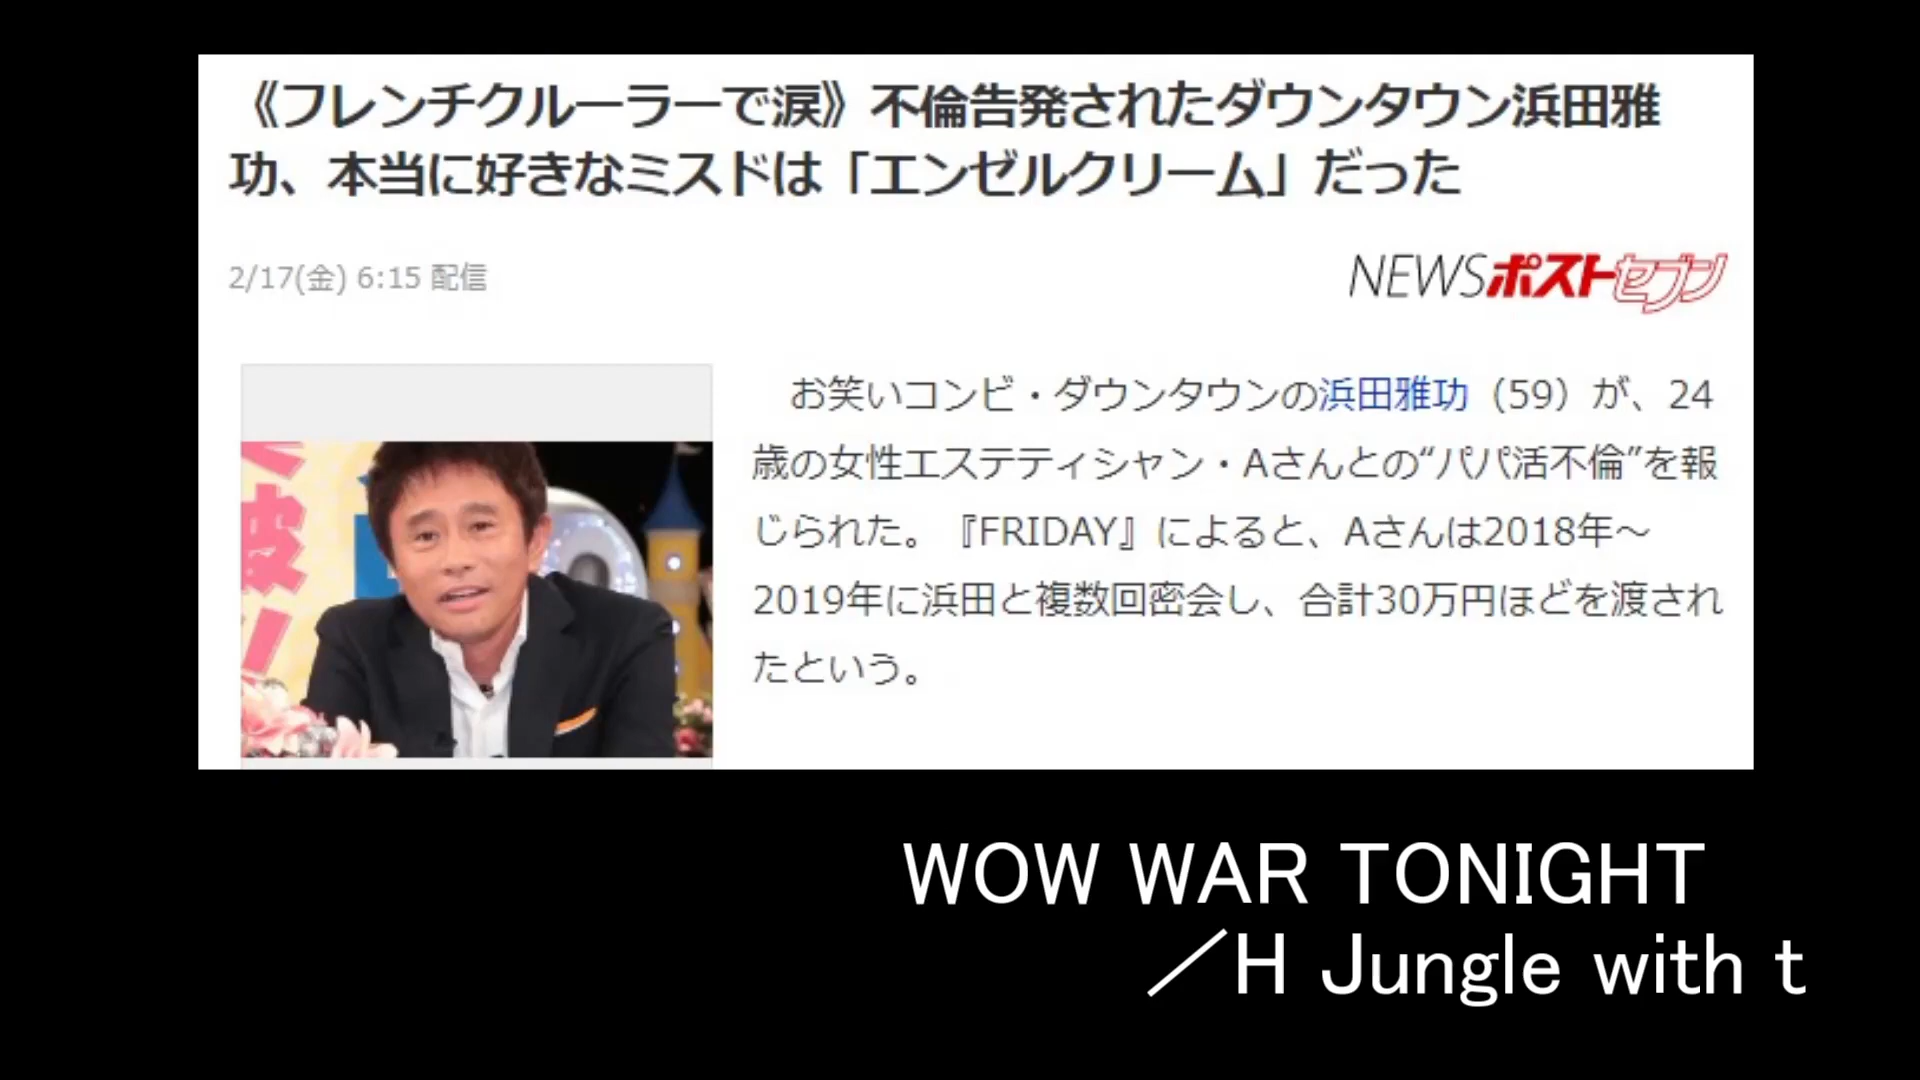 《フレンチクルーラーで涙》不倫告発されたダウンタウン浜田雅
功、本当に好きなミスドは「エンゼルクリーム」だった
2/17(金) 6:15 配信
NEWSポストセブン
お笑いコンビ・ダウンタウンの浜田雅功（59）が、24
歳の女性エステティシャン・Aさんとの“パパ活不倫”を報
じられた。『FRIDAY』によると、Aさんは2018年〜
2019年に浜田と複数回密会し、合計30万円ほどを渡され
たという。
WOW WAR TONIGHT
／H Jungle with t